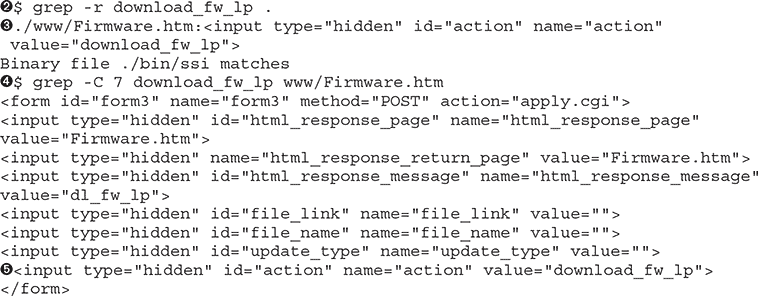 ❷$ grep -r download_fw_lp .
❸./www/Firmware.htm:<input type="hidden" id="action" name="action"
 value="download_fw_lp">
Binary file ./bin/ssi matches
❹$ grep -C 7 download_fw_lp www/Firmware.htm
<form id="form3" name="form3" method="POST" action="apply.cgi">
<input type="hidden" id="html_response_page" name="html_response_page"
value="Firmware.htm">
<input type="hidden" name="html_response_return_page" value="Firmware.htm">
<input type="hidden" id="html_response_message" name="html_response_message"
value="dl_fw_lp">
<input type="hidden" id="file_link" name="file_link" value="">
<input type="hidden" id="file_name" name="file_name" value="">
<input type="hidden" id="update_type" name="update_type" value="">
❺<input type="hidden" id="action" name="action" value="download_fw_lp">
</form>